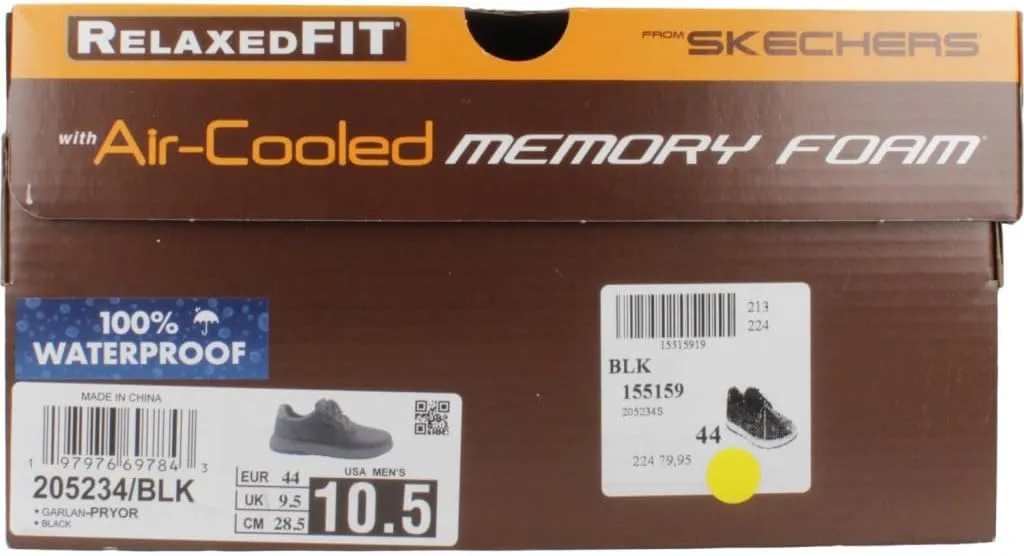 RELAXEDFIT®
FROM SKECHERS
with Air-Cooled MEMORY FOAM
100%
WATERPROOF
MADE IN CHINA
1 97976 69784 3
205234/BLK
• GARLAN-PRYOR
• BLACK
EUR 44
UK 9.5
CM 28.5
USA MEN'S
10.5
213
224
15515919
BLK
155159
205234S
44
224 79,95